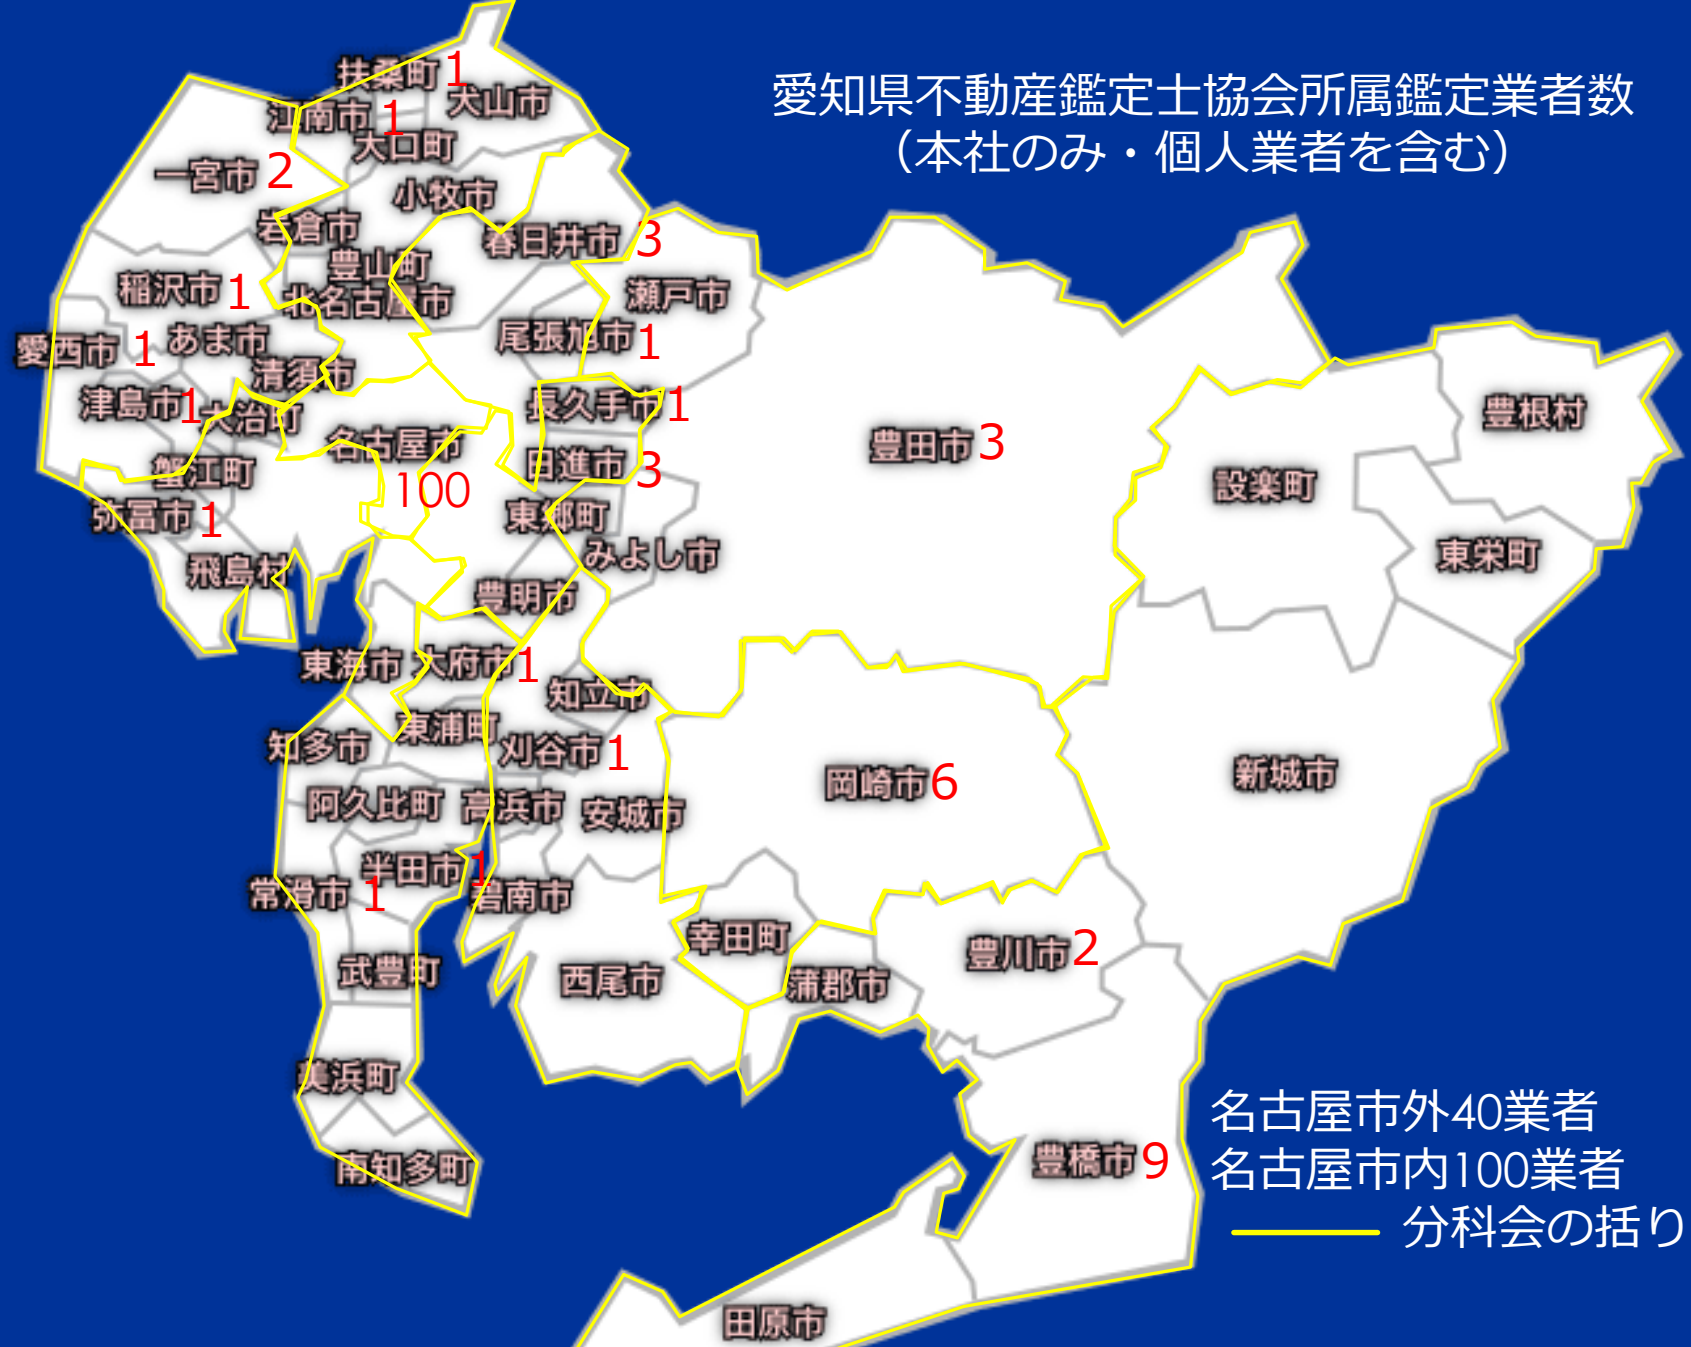 愛知県不動産鑑定士協会所属鑑定業者数
（本社のみ・個人業者を含む）
扶桑町 1
犬山市
江南市 1
大口町
一宮市 2
小牧市
岩倉市
春日井市 3
豊山町
稲沢市 1
北名古屋市
瀬戸市
尾張旭市 1
あま市
愛西市 1
清須市
津島市 1
大治町
長久手市 1
名古屋市
100
日進市 3
豊田市 3
豊根村
設楽町
蟹江町
弥冨市 1
東郷町
みよし市
東栄町
飛島村
豊明市
東海市
大府市 1
知立市
東浦町
知多市
刈谷市 1
岡崎市 6
新城市
阿久比町
高浜市
安城市
半田市 1
常滑市 1
碧南市
幸田町
豊川市 2
武豊町
西尾市
蒲郡市
美浜町
南知多町
豊橋市 9
田原市
名古屋市外40業者
名古屋市内100業者
分科会の括り